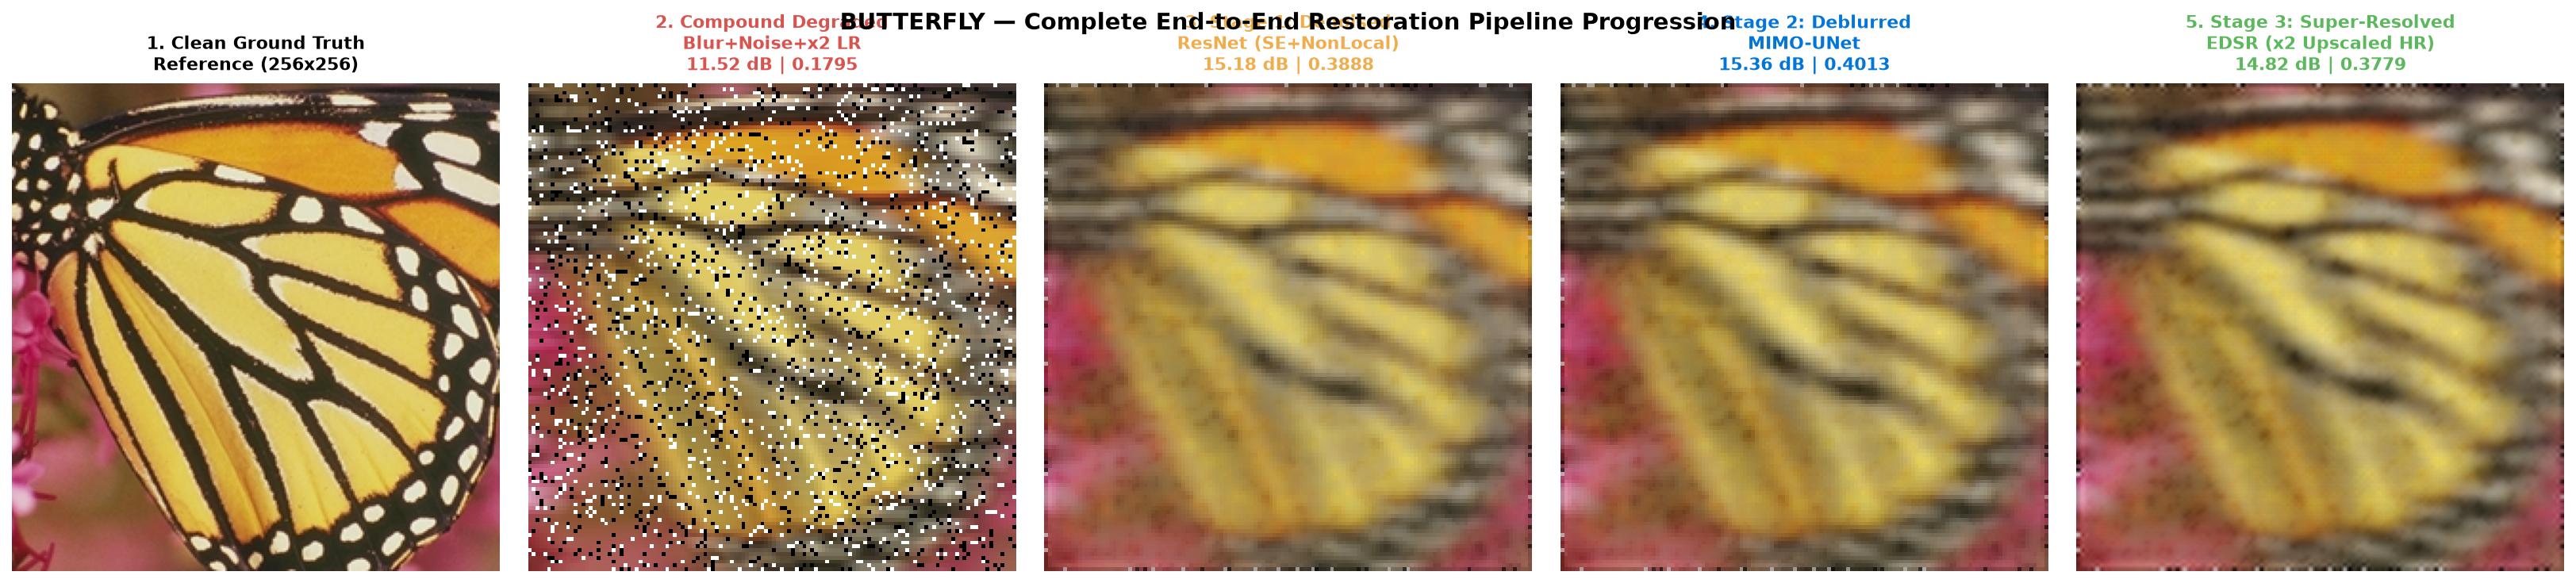 BUTTERFLY — Complete End-to-End Restoration Pipeline Progression
1. Clean Ground Truth
Reference (256x256)
2. Compound Degraded
Blur+Noise+x2 LR
11.52 dB | 0.1795
ResNet (SE+NonLocal)
15.18 dB | 0.3888
Stage 2: Deblurred
MIMO-UNet
15.36 dB | 0.4013
5. Stage 3: Super-Resolved
EDSR (x2 Upscaled HR)
14.82 dB | 0.3779